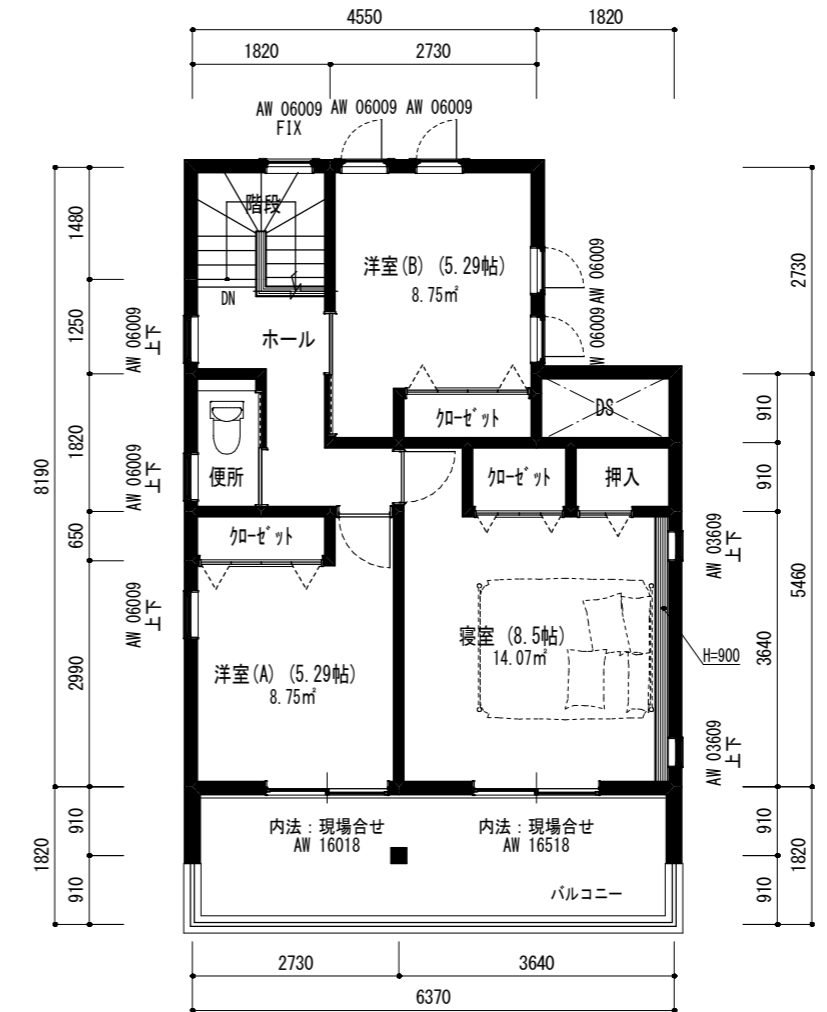 4550
1820
1820
2730
AW 06009
FIX
AW 06009
AW 06009
階段
洋室(B) (5.29帖)
8.75㎡
DN
ホール
AW 06009
AW 06009
上下
AW 06009
W 06009
1480
1250
1820
650
2990
8190
910
910
1820
2730
910
910
5460
3640
910
910
1820
クローゼット
DS
便所
AW 06009
上下
クローゼット
押入
クローゼット
AW 03609
上下
AW 06009
上下
寝室 (8.5帖)
14.07㎡
H=900
洋室(A) (5.29帖)
8.75㎡
AW 03609
上下
内法：現場合せ
AW 16018
内法：現場合せ
AW 16518
バルコニー
2730
3640
6370